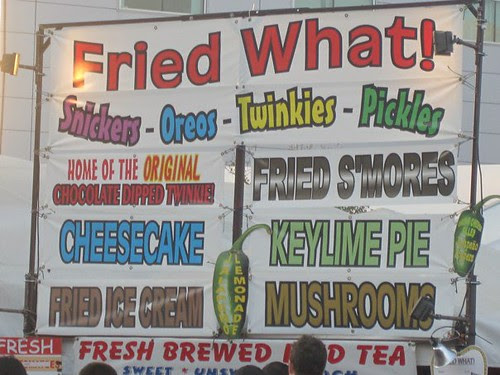 Fried What!
Snickers - Oreos - Twinkies - Pickles
HOME OF THE ORIGINAL
CHOCOLATE DIPPED TWINKIE!
FRIED S'MORES
CHEESECAKE
KEYLIME PIE
FRIED ICE CREAM
MUSHROOMS
LEMONADE
FRESH
FRESH BREWED TEA
SWEET *